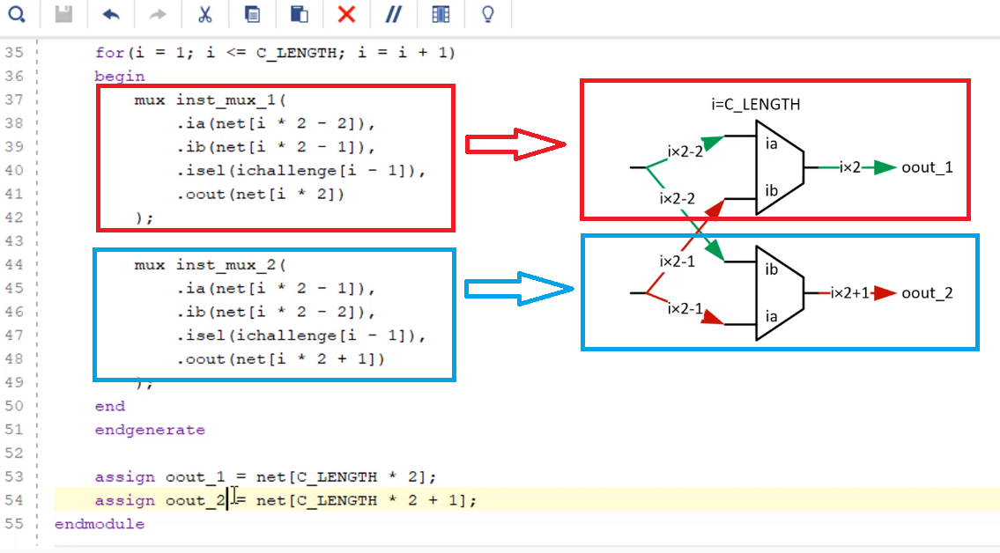 35 for(i = 1; i <= C_LENGTH; i = i + 1)
36 begin
37 mux inst_mux_1(
38 .ia(net[i * 2 - 2]),
39 .ib(net[i * 2 - 1]),
40 .isel(ichallenge[i - 1]),
41 .oout(net[i * 2])
42 );
43
44 mux inst_mux_2(
45 .ia(net[i * 2 - 1]),
46 .ib(net[i * 2 - 2]),
47 .isel(ichallenge[i - 1]),
48 .oout(net[i * 2 + 1])
49 );
50 end
51 endgenerate
52
53 assign oout_1 = net[C_LENGTH * 2];
54 assign oout_2 = net[C_LENGTH * 2 + 1];
55 endmodule
i=C_LENGTH
i×2-2
ia
i×2
oout_1
i×2-2
ib
i×2-1
ib
i×2+1
oout_2
i×2-1
ia